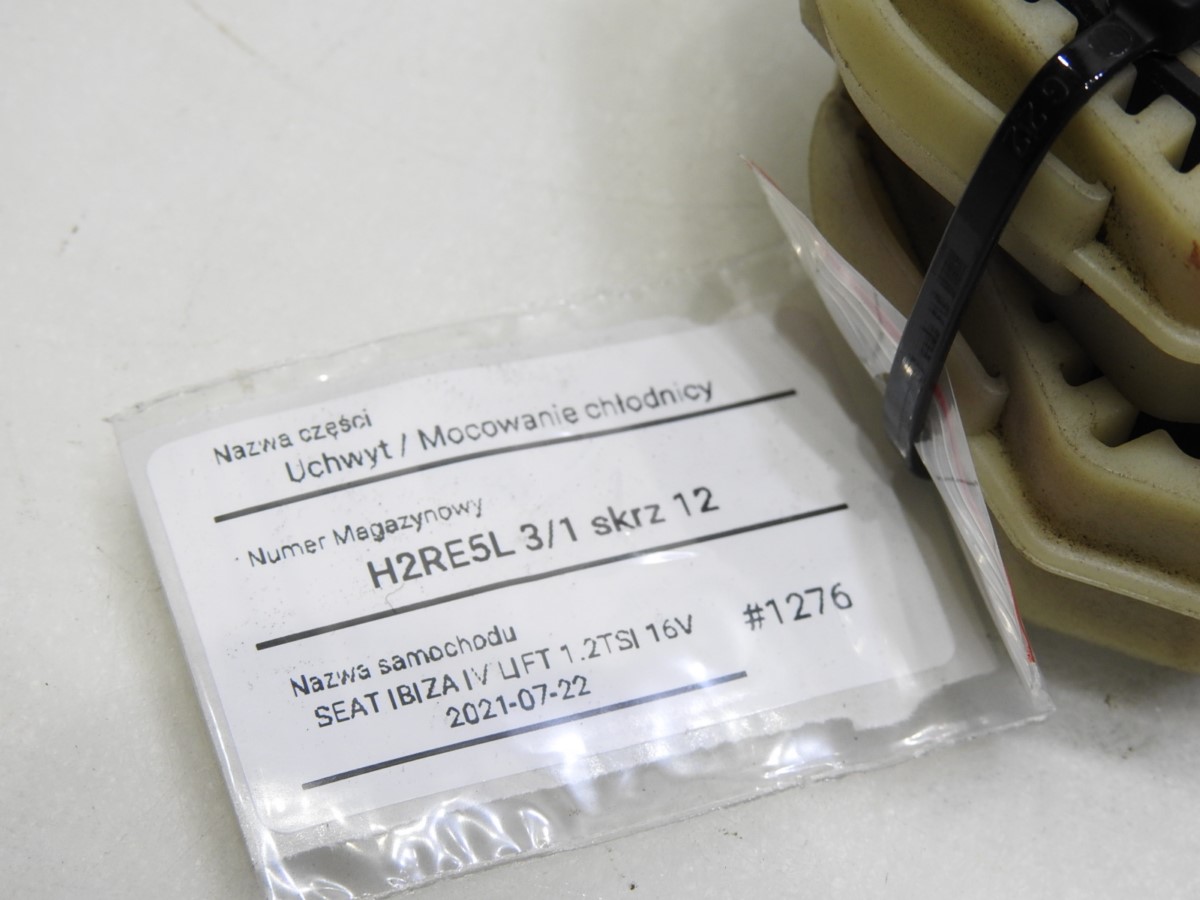 Nazwa części
Uchwyt / Mocowanie chłodnicy
Numer Magazynowy
H2RE5L 3/1 skrz 12
Nazwa samochodu
SEAT IBIZA IV LIFT 1.2TSI 16V
#1276
2021-07-22